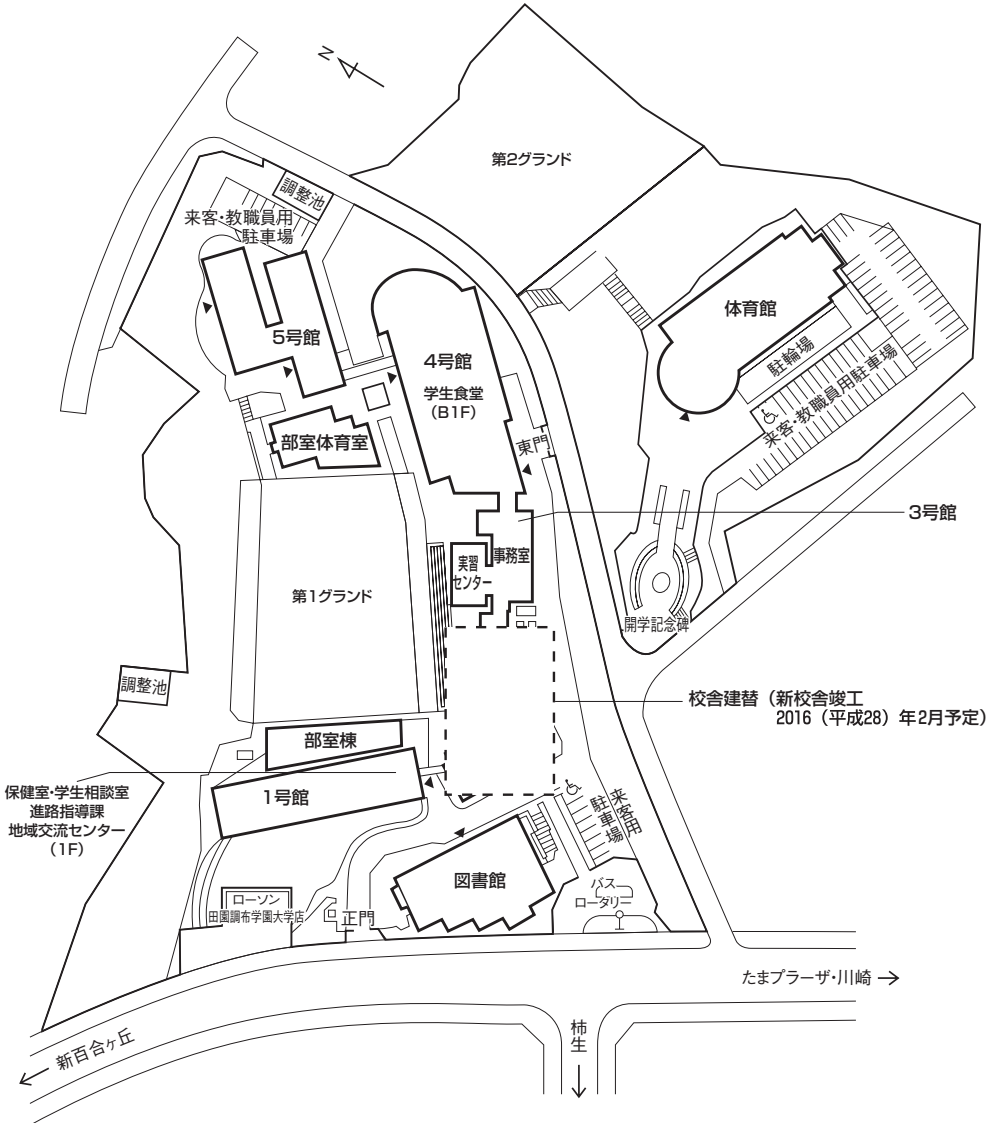 N
第2グランド
調整池
来客・教職員用
駐車場
体育館
5号館
4号館
学生食堂
(B1F)
駐輪場
来客・教職員用駐車場
部室体育室
東門
3号館
事務室
実習
センター
第1グランド
開学記念碑
調整池
校舎建替（新校舎竣工
2016（平成28）年2月予定）
部室棟
1号館
保健室・学生相談室
進路指導課
地域交流センター
（1F）
来客用
駐車場
図書館
バス
ロータリー
ローソン
田園調布学園大学店
正門
たまプラーザ・川崎
柿生
新百合ヶ丘